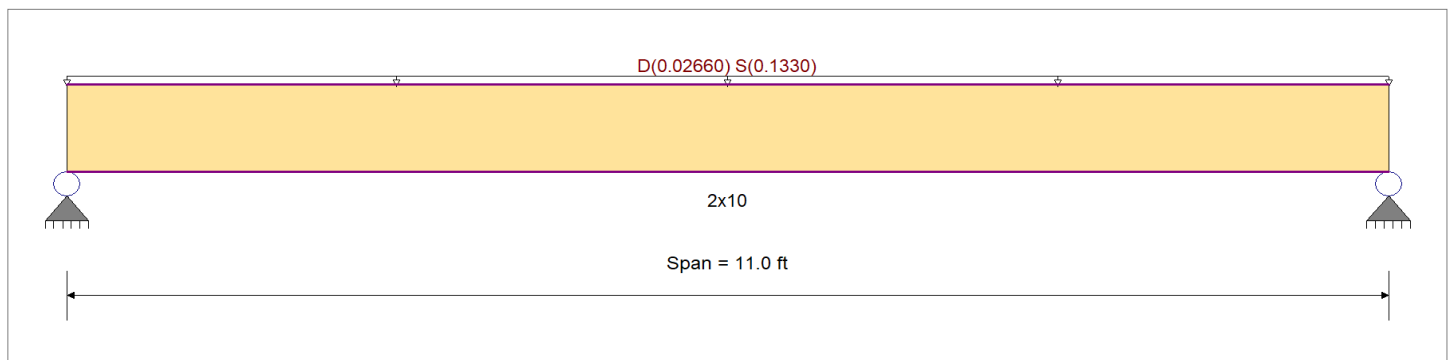 D(0.02660) S(0.1330)
2x10
Span = 11.0 ft